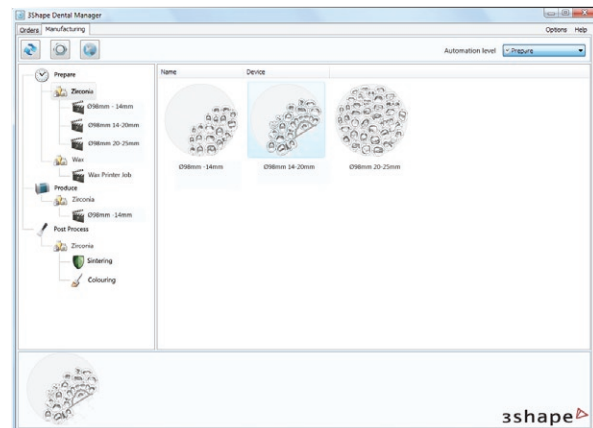 3Shape Dental Manager
Orders Manufacturing Options Help
Automation level Prepare
Prepare
Zirconia
Ø98mm - 14mm
Ø98mm 14-20mm
Ø98mm 20-25mm
Wax
Wax Printer Job
Produce
Zirconia
Ø98mm -14mm
Post Process
Zirconia
Sintering
Colouring
Name Device
Ø98mm -14mm Ø98mm 14-20mm Ø98mm 20-25mm
3shape